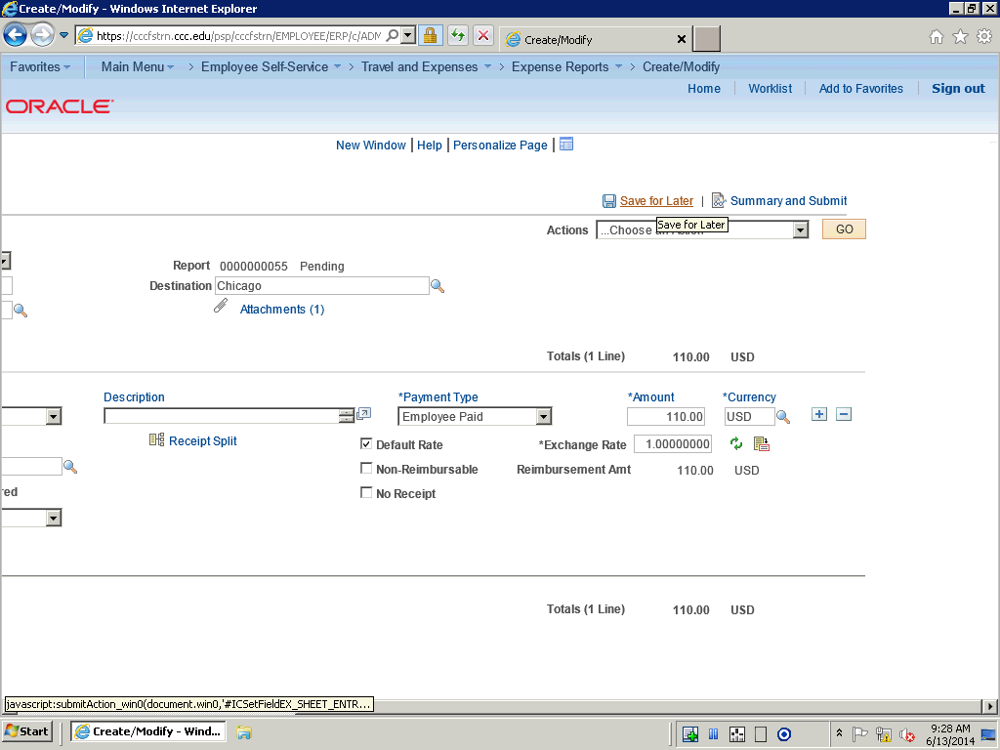 Create/Modify - Windows Internet Explorer
https://cccfstrn.ccc.edu/psp/cccfstrn/EMPLOYEE/ERP/c/ADM
Create/Modify
Favorites
Main Menu > Employee Self-Service > Travel and Expenses > Expense Reports > Create/Modify
Home
Worklist
Add to Favorites
Sign out
ORACLE
New Window | Help | Personalize Page |
Save for Later | Summary and Submit
Save for Later
Actions ...Choose an Action GO
Report 0000000055 Pending
Destination Chicago
Attachments (1)
Totals (1 Line) 110.00 USD
Description *Payment Type *Amount *Currency
Employee Paid 110.00 USD
Receipt Split Default Rate *Exchange Rate 1.00000000
Non-Reimbursable Reimbursement Amt 110.00 USD
red No Receipt
Totals (1 Line) 110.00 USD
javascript:submitAction_win0(document.win0,'#ICSetFieldEX_SHEET_ENTR...
Start Create/Modify - Wind... 9:28 AM
6/13/2014